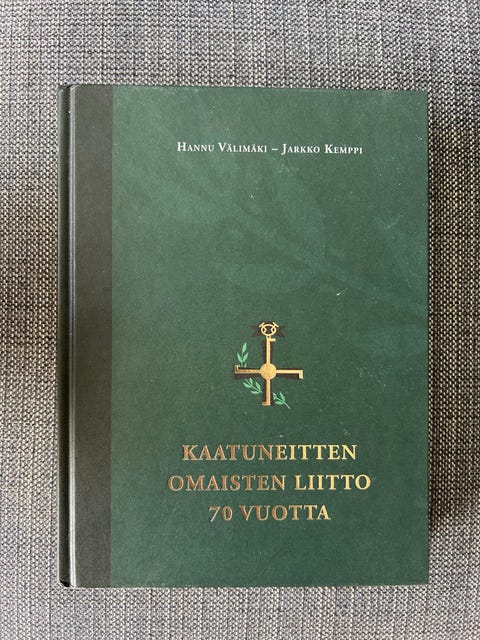 Hannu Välimäki – Jarkko Kemppi
KAATUNEITTEN
OMAISTEN LIITTO
70 VUOTTA